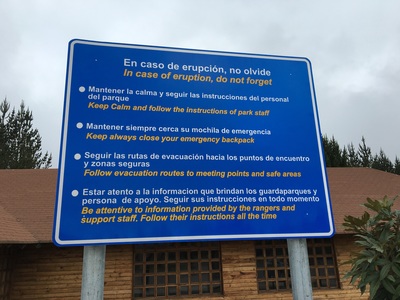 En caso de erupción, no olvide
In case of eruption, do not forget
Mantener la calma y seguir las instrucciones del personal
del parque
Keep Calm and follow the instructions of park staff
Mantener siempre cerca su mochila de emergencia
Keep always close your emergency backpack
Seguir las rutas de evacuación hacia los puntos de encuentro
y zonas seguras
Follow evacuation routes to meeting points and safe areas
Estar atento a la informacion que brindan los guardaparques y
persona de apoyo. Seguir sus instrucciones en todo momento
Be attentive to information provided by the rangers and
support staff. Follow their instructions all the time